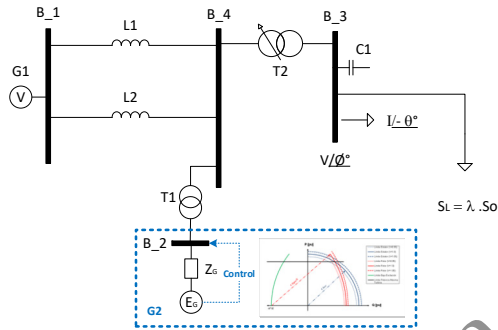 B_1
B_4
B_3
L1
C1
G1
T2
V
L2
I/-θ°
V/Ø°
T1
SL = λ .So
B_2
ZG
Control
EG
G2